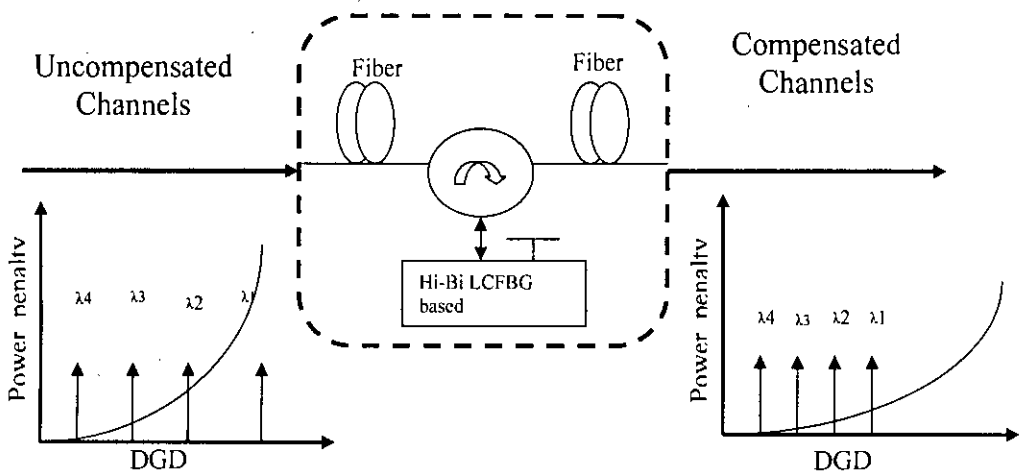 Uncompensated
Channels
Fiber
Fiber
Compensated
Channels
Hi-Bi LCFBG
based
Power penalty
λ4
λ3
λ2
λ1
DGD
Power penalty
λ4
λ3
λ2
λ1
DGD